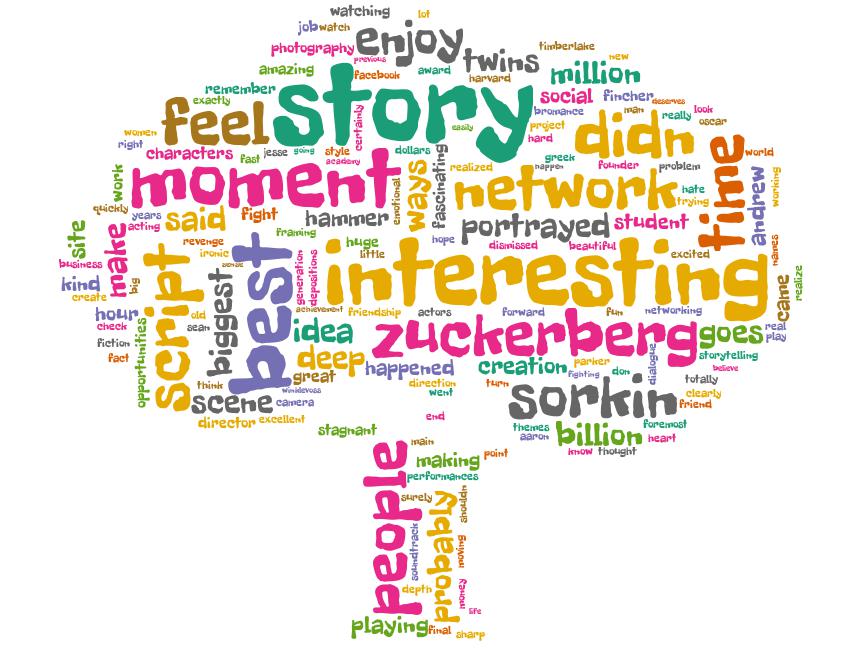 watching
lot
job
watch
enjoy
photography
previous
twins
timberlake
new
amazing
facebook
award
harvard
million
remember
story
social
fincher
deserves
exactly
feel
certainly
easily
bromance
man
really
look
project
didn
oscar
women
right
characters
fast
jesse
going
style
academy
dollars
hard
greek
founder
problem
time
world
work
moment
emotional
ways
fascinating
realized
happen
network
hate
trying
andrew
working
quickly
years
acting
said
fight
hammer
portrayed
student
site
make
framing
huge
little
hope
dismissed
beautiful
excited
names
revenge
ironic
sense
business
kind
create
big
script
biggest
best
generation
depositions
interesting
came
realize
hour
check
old
sean
achievement
friendship
actors
forward
fun
networking
fiction
fact
opportunities
idea
zuckerberg
goes
real
play
deep
happened
creation
parker
fighting
don
dialogue
storytelling
believe
think
great
winklevoss
direction
went
turn
totally
clearly
friend
scene
camera
sorkin
director
excellent
stagnant
end
themes
aaron
billion
foremost
heart
know
thought
people
main
making
point
performances
surely
probably
shouldn
soundtrack
moving
depth
money
life
playing
final
sharp